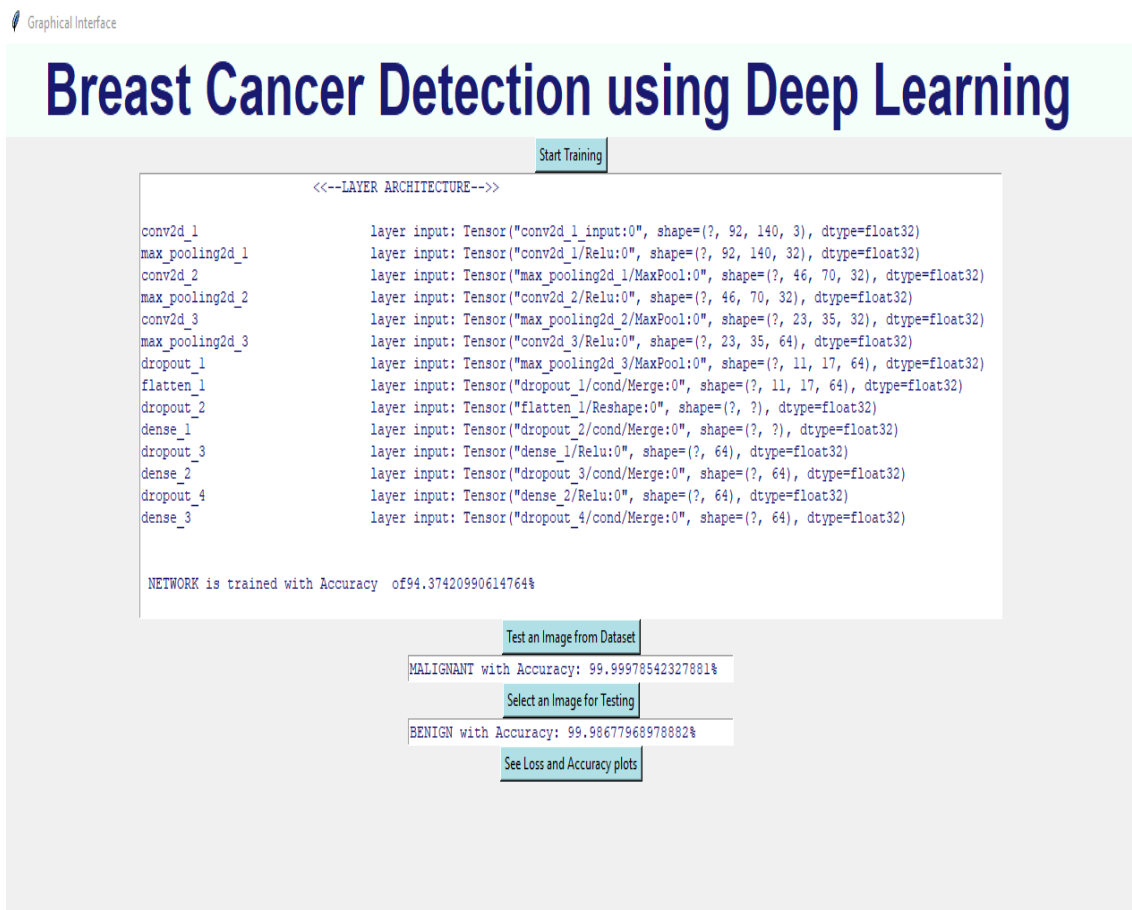 Graphical Interface
Breast Cancer Detection using Deep Learning
Start Training
<<--LAYER ARCHITECTURE-->>
conv2d_1 layer input: Tensor("conv2d_1_input:0", shape=(?, 92, 140, 3), dtype=float32)
max_pooling2d_1 layer input: Tensor("conv2d_1/Relu:0", shape=(?, 92, 140, 32), dtype=float32)
conv2d_2 layer input: Tensor("max_pooling2d_1/MaxPool:0", shape=(?, 46, 70, 32), dtype=float32)
max_pooling2d_2 layer input: Tensor("conv2d_2/Relu:0", shape=(?, 46, 70, 32), dtype=float32)
conv2d_3 layer input: Tensor("max_pooling2d_2/MaxPool:0", shape=(?, 23, 35, 32), dtype=float32)
max_pooling2d_3 layer input: Tensor("conv2d_3/Relu:0", shape=(?, 23, 35, 64), dtype=float32)
dropout_1 layer input: Tensor("max_pooling2d_3/MaxPool:0", shape=(?, 11, 17, 64), dtype=float32)
flatten_1 layer input: Tensor("dropout_1/cond/Merge:0", shape=(?, 11, 17, 64), dtype=float32)
dropout_2 layer input: Tensor("flatten_1/Reshape:0", shape=(?, ?), dtype=float32)
dense_1 layer input: Tensor("dropout_2/cond/Merge:0", shape=(?, ?), dtype=float32)
dropout_3 layer input: Tensor("dense_1/Relu:0", shape=(?, 64), dtype=float32)
dense_2 layer input: Tensor("dropout_3/cond/Merge:0", shape=(?, 64), dtype=float32)
dropout_4 layer input: Tensor("dense_2/Relu:0", shape=(?, 64), dtype=float32)
dense_3 layer input: Tensor("dropout_4/cond/Merge:0", shape=(?, 64), dtype=float32)
NETWORK is trained with Accuracy of94.37420990614764%
Test an Image from Dataset
MALIGNANT with Accuracy: 99.99978542327881%
Select an Image for Testing
BENIGN with Accuracy: 99.98677968978882%
See Loss and Accuracy plots